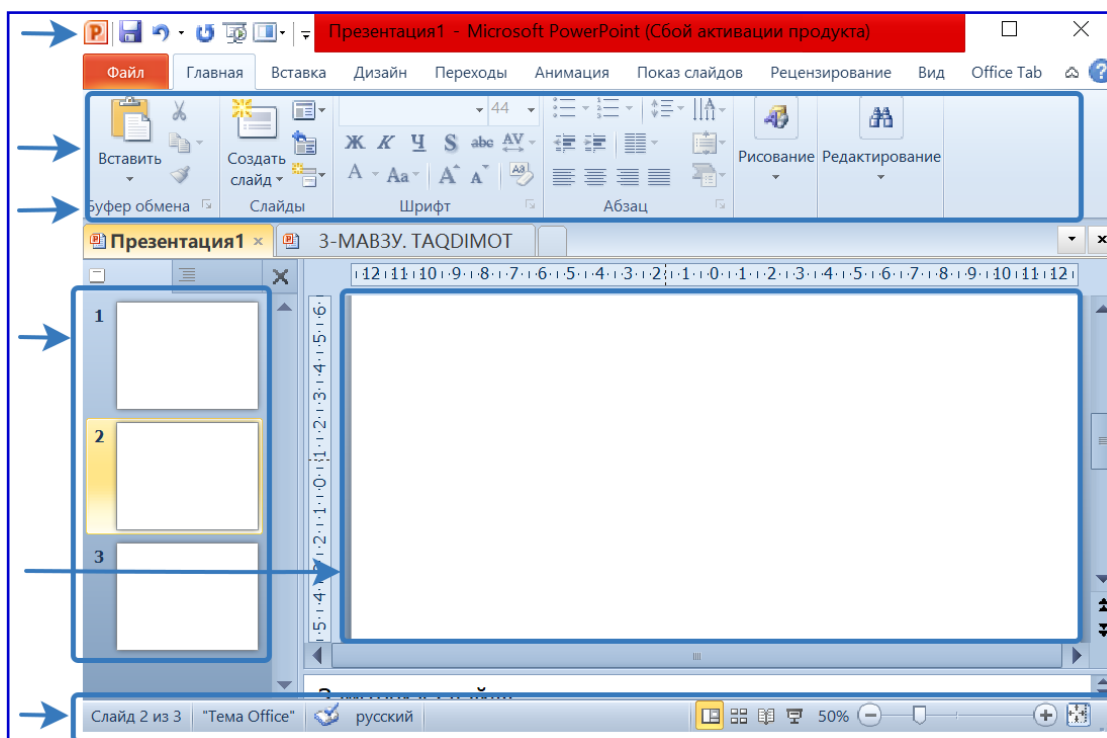 Презентация1 - Microsoft PowerPoint (Сбой активации продукта)
Файл Главная Вставка Дизайн Переходы Анимация Показ слайдов Рецензирование Вид Office Tab
44
Ж К Ч S abc AV
Вставить Создать слайд Aa A A Рисование Редактирование
Буфер обмена Слайды Шрифт Абзац
Презентация1 3-МАВЗУ. TAQDIMOT
12 11 10 9 8 7 6 5 4 3 2 1 0 1 2 3 4 5 6 7 8 9 10 11 12
1
2
3
6 5 4 3 2 1 0 1 2 4 5
Слайд 2 из 3 "Тема Office" русский 50%